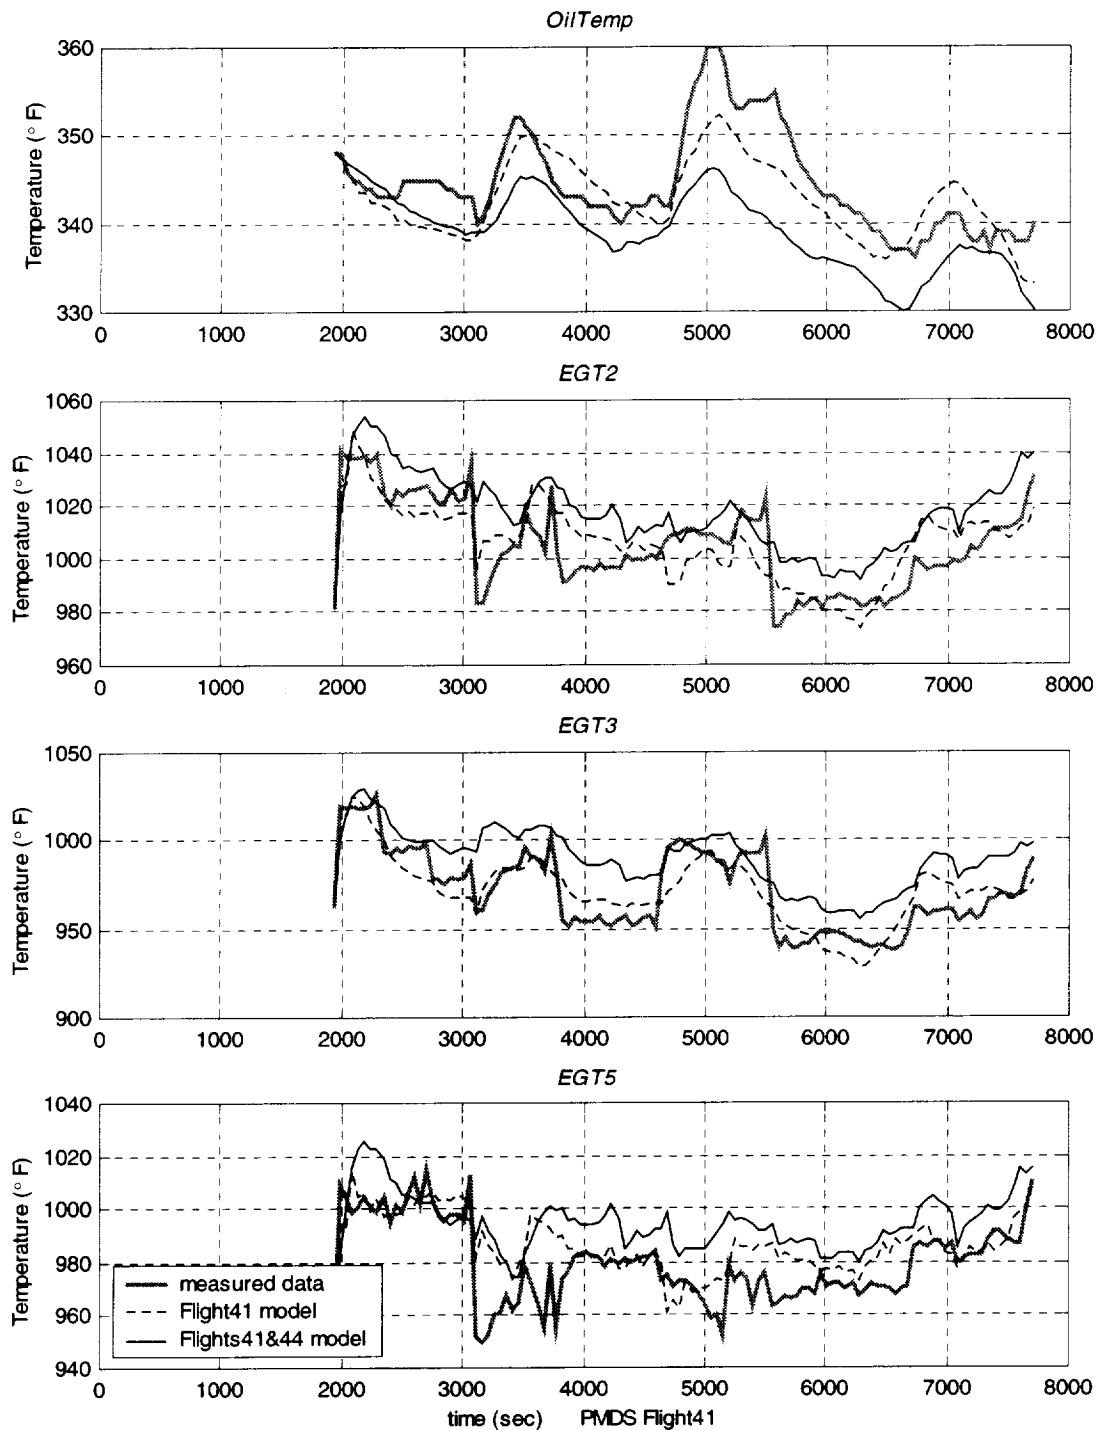 OilTemp
Temperature (° F)
360
350
340
330
0 1000 2000 3000 4000 5000 6000 7000 8000
EGT2
Temperature (° F)
1060
1040
1020
1000
980
960
0 1000 2000 3000 4000 5000 6000 7000 8000
EGT3
Temperature (° F)
1050
1000
950
900
0 1000 2000 3000 4000 5000 6000 7000 8000
EGT5
Temperature (° F)
1040
1020
1000
980
960
940
measured data
Flight41 model
Flights41&44 model
0 1000 2000 3000 4000 5000 6000 7000 8000
time (sec) PMDS Flight41